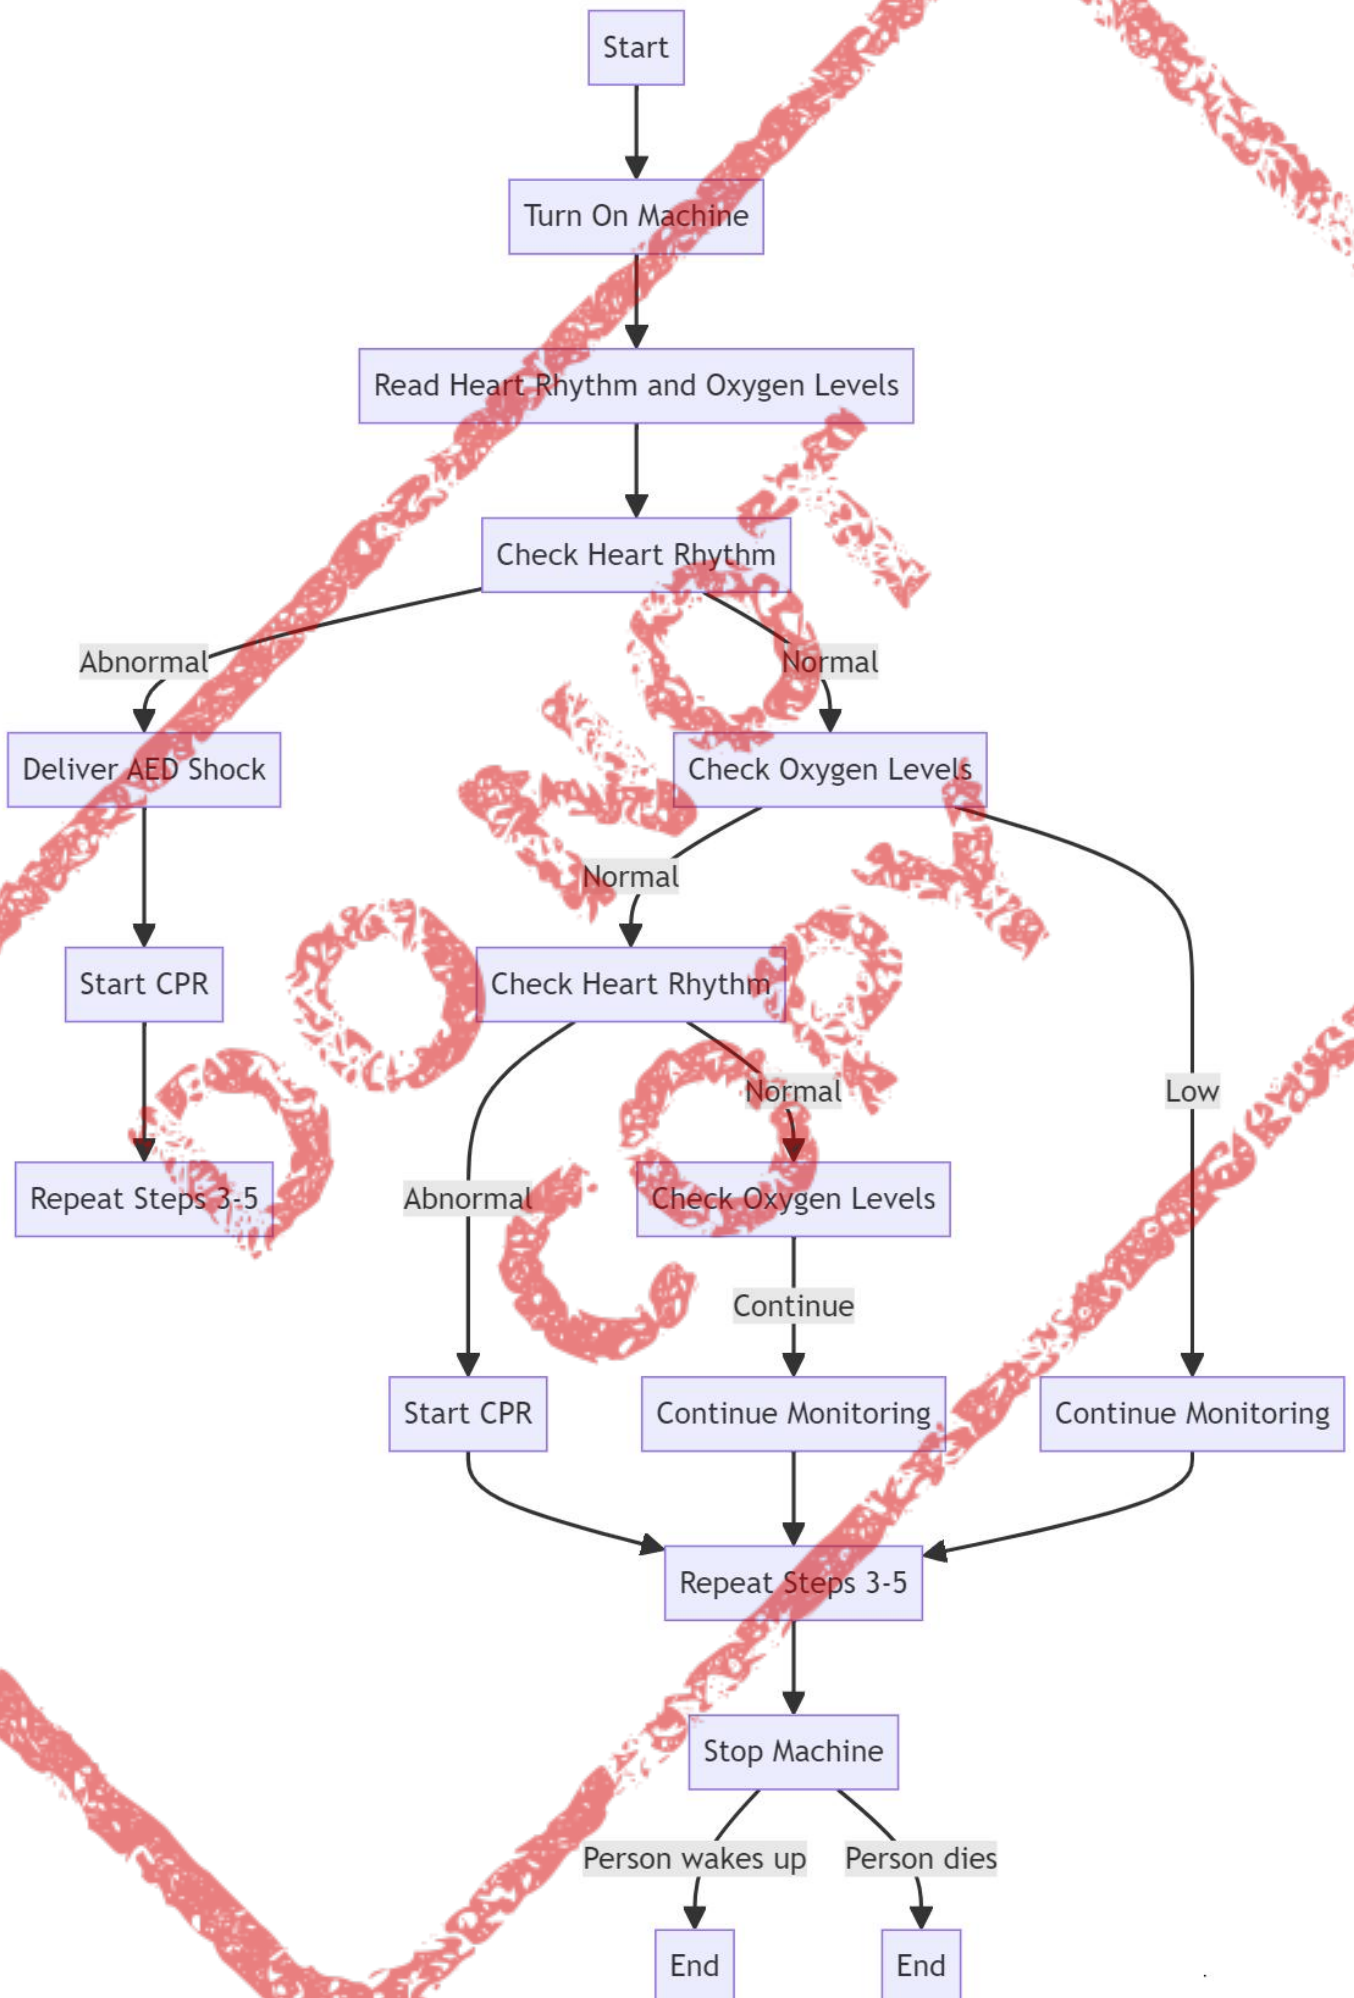 Start
Turn On Machine
Read Heart Rhythm and Oxygen Levels
Check Heart Rhythm
Abnormal
Normal
Deliver AED Shock
Check Oxygen Levels
Normal
Start CPR
Check Heart Rhythm
Normal
Low
Repeat Steps 3-5
Abnormal
Check Oxygen Levels
Continue
Start CPR
Continue Monitoring
Continue Monitoring
Repeat Steps 3-5
Stop Machine
Person wakes up
Person dies
End
End
DO NOT
COPY